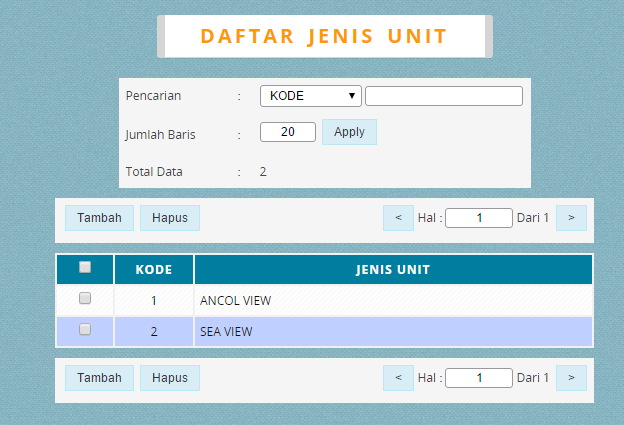 DAFTAR JENIS UNIT
Pencarian : KODE
Jumlah Baris : 20 Apply
Total Data : 2
Tambah Hapus < Hal : 1 Dari 1 >
KODE JENIS UNIT
1 ANCOL VIEW
2 SEA VIEW
Tambah Hapus < Hal : 1 Dari 1 >